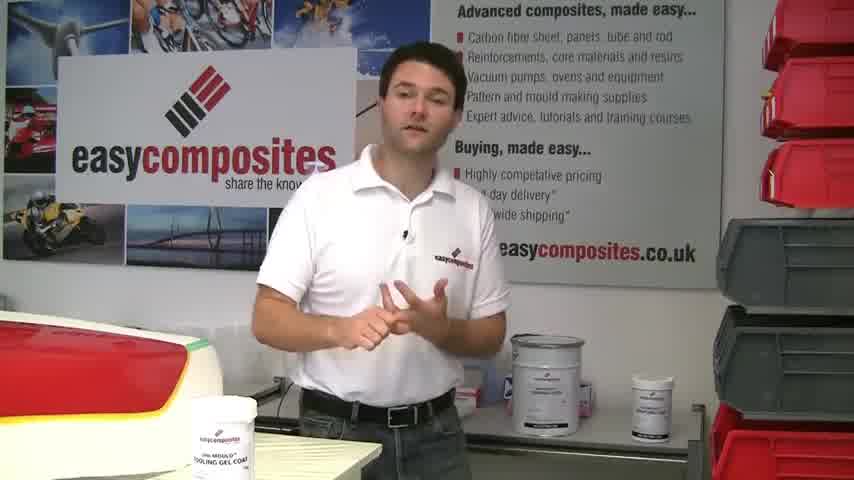 easycomposites
share the know
Advanced composites, made easy...
Carbon fibre sheet, panels, tube and rod
Reinforcements, core materials and resins
Vacuum pumps, ovens and equipment
Pattern and mould making supplies
Expert advice, tutorials and training courses
Buying, made easy...
Highly competative pricing
day delivery"
wide shipping"
easycomposites.co.uk
easycomposites
easycomposites
uni-MOULD™
TOOLING GEL COAT